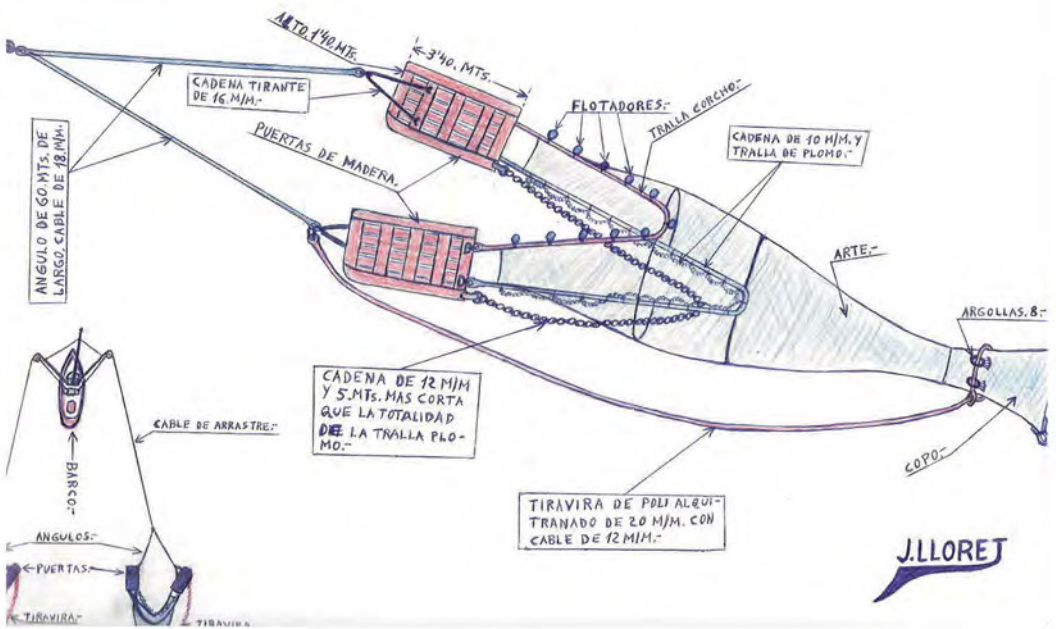 ALTO, 1'40, MTS.
3'40. MTS.
CADENA TIRANTE
DE 16. M/M.-
FLOTADORES.-
TRALLA CORCHO.-
CADENA DE 10 M/M. Y
TRALLA DE PLOMO.-
PUERTAS DE MADERA.
ANGULO DE 60. MTS. DE
LARGO. CABLE DE 18. M/M.
ARTE.-
ARGOLLAS. 8.-
CADENA DE 12 M/M
Y 5. MTs. MAS CORTA
QUE LA TOTALIDAD
DE LA TRALLA PLO-
MO.-
CABLE DE ARRASTRE.-
BARCO.-
COPO.-
TIRAVIRA DE POLI ALQUI-
TRANADO DE 20 M/M. CON
CABLE DE 12 M/M.-
ANGULOS.-
PUERTAS.-
TIRAVIRA.-
TIRAVIRA
J.LLORET